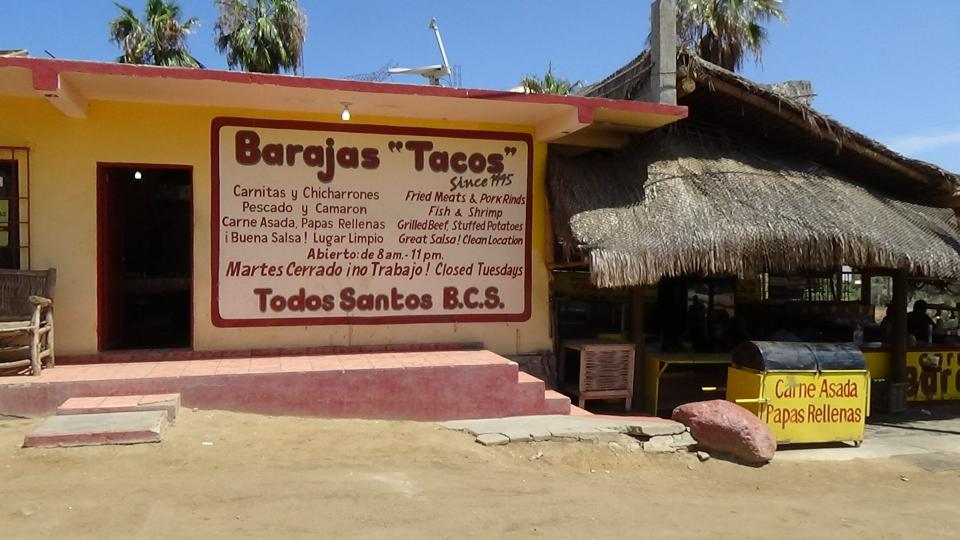 Barajas "Tacos"
Since 1995
Carnitas y Chicharrones
Pescado y Camaron
Carne Asada, Papas Rellenas
¡Buena Salsa! Lugar Limpio
Fried Meats & Pork Rinds
Fish & Shrimp
Grilled Beef, Stuffed Potatoes
Great Salsa! Clean Location
Abierto: de 8 am. - 11 pm.
Martes Cerrado ¡no Trabajo! Closed Tuesdays
Todos Santos B.C.S.
Carne Asada
Papas Rellenas